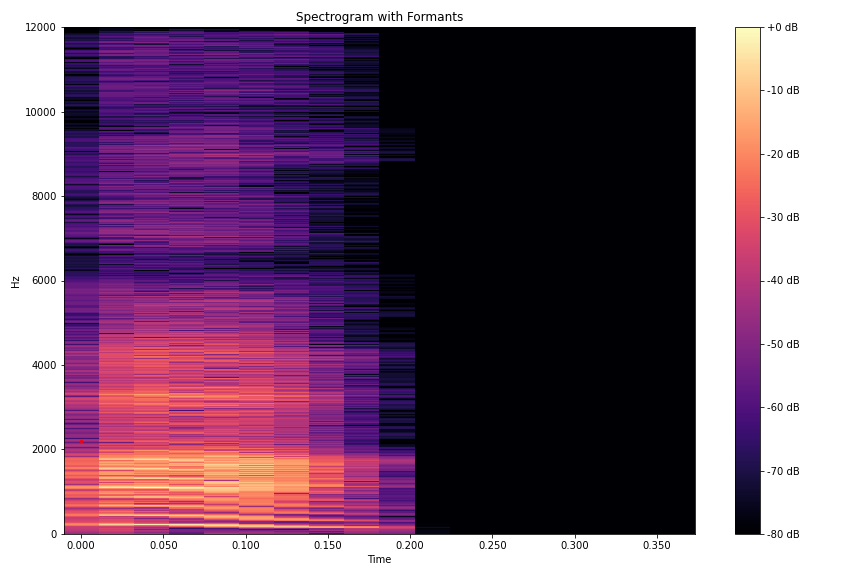 Spectrogram with Formants
12000
10000
8000
6000
4000
2000
0
Hz
0.000 0.050 0.100 0.150 0.200 0.250 0.300 0.350
Time
+0 dB
-10 dB
-20 dB
-30 dB
-40 dB
-50 dB
-60 dB
-70 dB
-80 dB